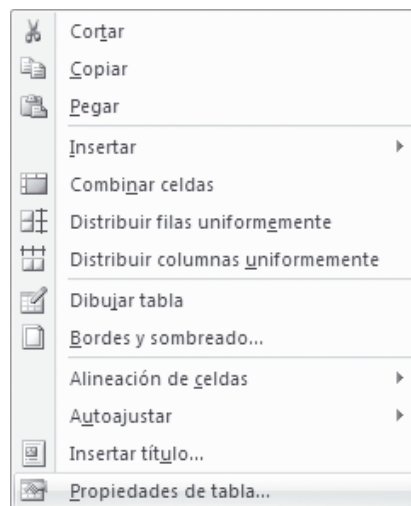 Cortar
Copiar
Pegar
Insertar
Combinar celdas
Distribuir filas uniformemente
Distribuir columnas uniformemente
Dibujar tabla
Bordes y sombreado...
Alineación de celdas
Autoajustar
Insertar título...
Propiedades de tabla...